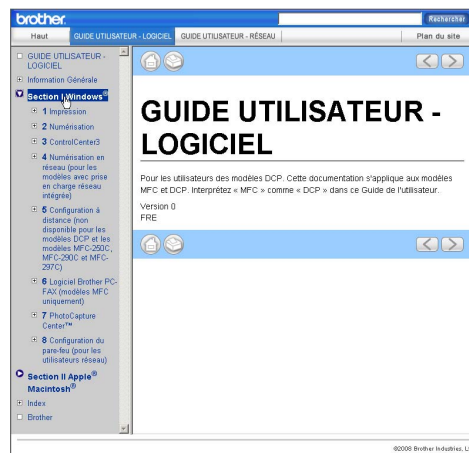 brother.
Rechercher
Haut
GUIDE UTILISATEUR - LOGICIEL
GUIDE UTILISATEUR - RÉSEAU
Plan du site
GUIDE UTILISATEUR -
LOGICIEL
Information Générale
Section I Windows®
1 Impression
2 Numérisation
3 ControlCenter3
4 Numérisation en
réseau (pour les
modèles avec prise
en charge réseau
intégrée)
5 Configuration à
distance (non
disponible pour les
modèles DCP et les
modèles MFC-250C,
MFC-290C et MFC-
297C)
6 Logiciel Brother PC-
FAX (modèles MFC
uniquement)
7 PhotoCapture
Center™
8 Configuration du
pare-feu (pour les
utilisateurs réseau)
Section II Apple®
Macintosh®
Index
Brother
GUIDE UTILISATEUR -
LOGICIEL
Pour les utilisateurs des modèles DCP. Cette documentation s'applique aux modèles
MFC et DCP. Interprétez « MFC » comme « DCP » dans ce Guide de l'utilisateur.
Version 0
FRE
©2008 Brother Industries, L